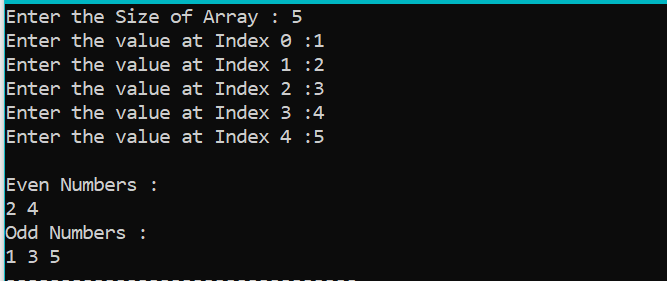 Enter the Size of Array : 5
Enter the value at Index 0 :1
Enter the value at Index 1 :2
Enter the value at Index 2 :3
Enter the value at Index 3 :4
Enter the value at Index 4 :5
Even Numbers :
2 4
Odd Numbers :
1 3 5
--------------------------------